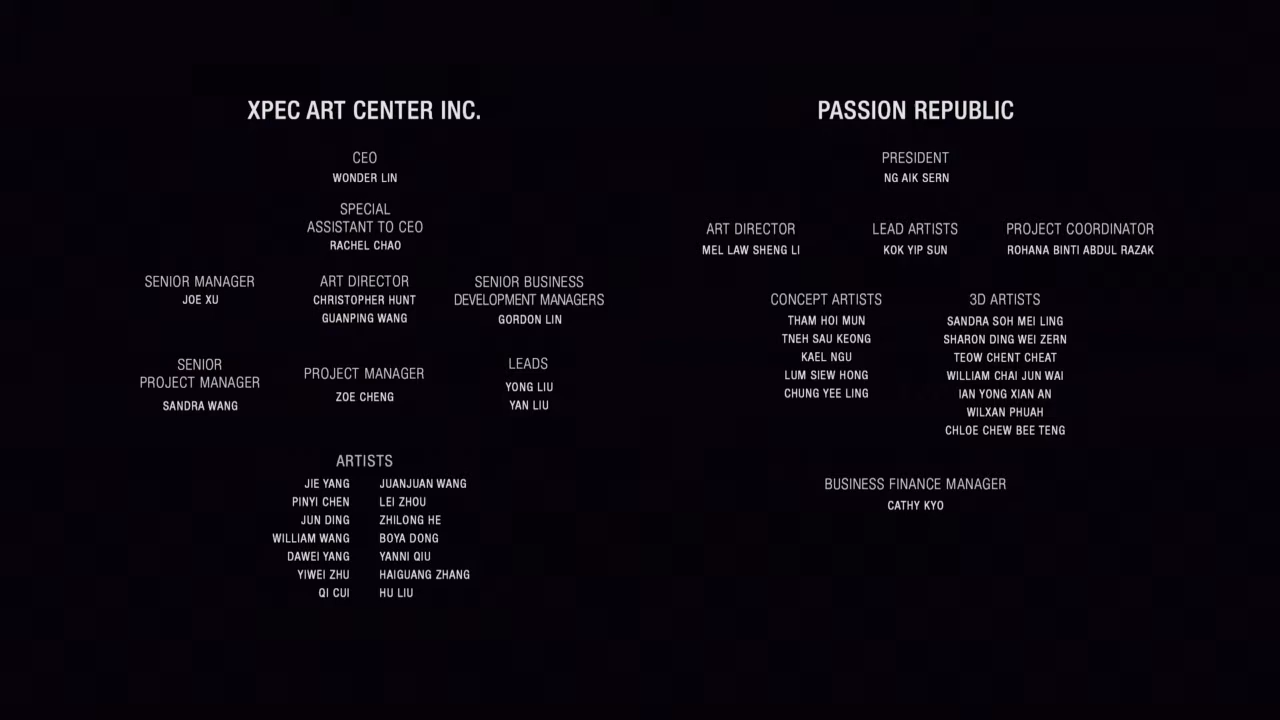 XPEC ART CENTER INC.
CEO
WONDER LIN
SPECIAL
ASSISTANT TO CEO
RACHEL CHAO
SENIOR MANAGER
JOE XU
ART DIRECTOR
CHRISTOPHER HUNT
GUANPING WANG
SENIOR BUSINESS
DEVELOPMENT MANAGERS
GORDON LIN
SENIOR
PROJECT MANAGER
SANDRA WANG
PROJECT MANAGER
ZOE CHENG
LEADS
YONG LIU
YAN LIU
ARTISTS
JIE YANG
PINYI CHEN
JUN DING
WILLIAM WANG
DAWEI YANG
YIWEI ZHU
QI CUI
JUANJUAN WANG
LEI ZHOU
ZHILONG HE
BOYA DONG
YANNI QIU
HAIGUANG ZHANG
HU LIU
PASSION REPUBLIC
PRESIDENT
NG AIK SERN
ART DIRECTOR
MEL LAW SHENG LI
LEAD ARTISTS
KOK YIP SUN
PROJECT COORDINATOR
ROHANA BINTI ABDUL RAZAK
CONCEPT ARTISTS
THAM HOI MUN
TNEH SAU KEONG
KAEL NGU
LUM SIEW HONG
CHUNG YEE LING
3D ARTISTS
SANDRA SOH MEI LING
SHARON DING WEI ZERN
TEOW CHENT CHEAT
WILLIAM CHAI JUN WAI
IAN YONG XIAN AN
WILXAN PHUAH
CHLOE CHEW BEE TENG
BUSINESS FINANCE MANAGER
CATHY KYO